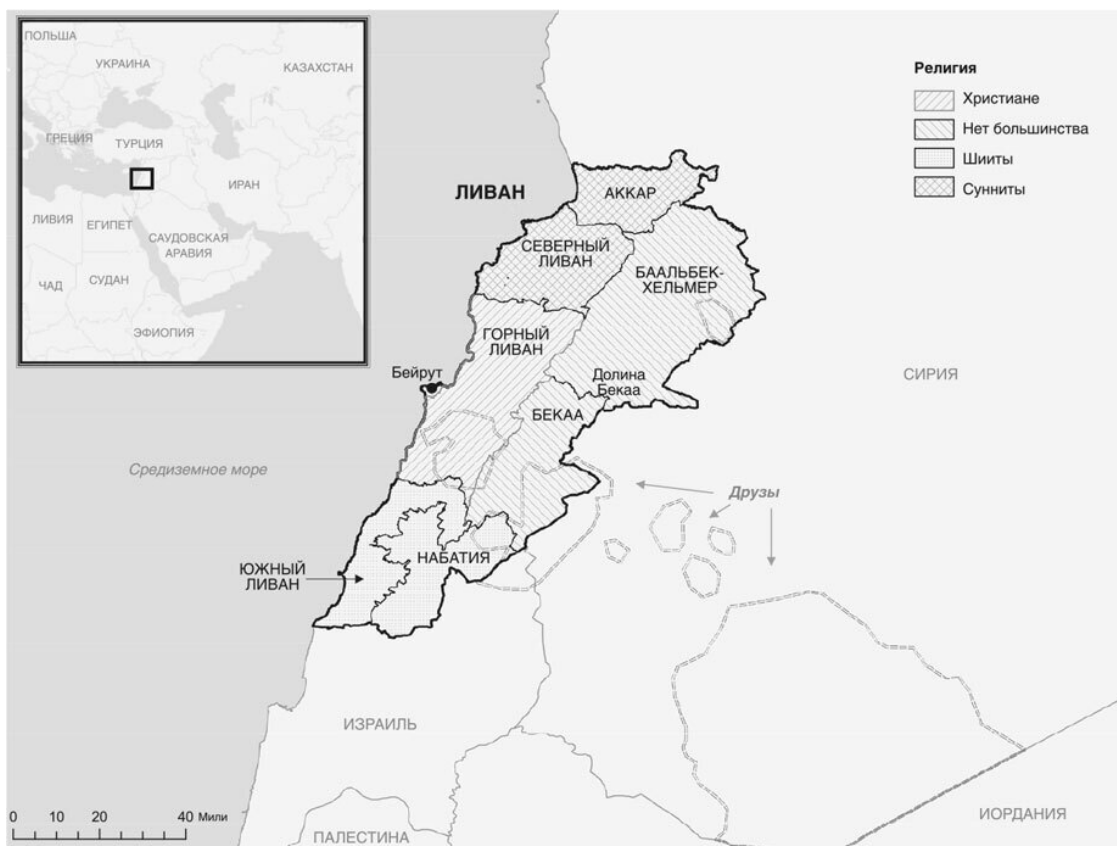 ПОЛЬША
УКРАИНА
КАЗАХСТАН
ГРЕЦИЯ
ТУРЦИЯ
ИРАН
ЛИВИЯ
ЕГИПЕТ
САУДОВСКАЯ
АРАВИЯ
ЧАД
СУДАН
ЭФИОПИЯ
Религия
Христиане
Нет большинства
Шииты
Сунниты
ЛИВАН
АККАР
СЕВЕРНЫЙ
ЛИВАН
БААЛЬБЕК-
ХЕЛЬМЕР
ГОРНЫЙ
ЛИВАН
Бейрут
Долина
Бекаа
БЕКАА
СИРИЯ
Средиземное море
Друзы
НАБАТИЯ
ЮЖНЫЙ
ЛИВАН
ИЗРАИЛЬ
ИОРДАНИЯ
ПАЛЕСТИНА
0 10 20 40 Мили